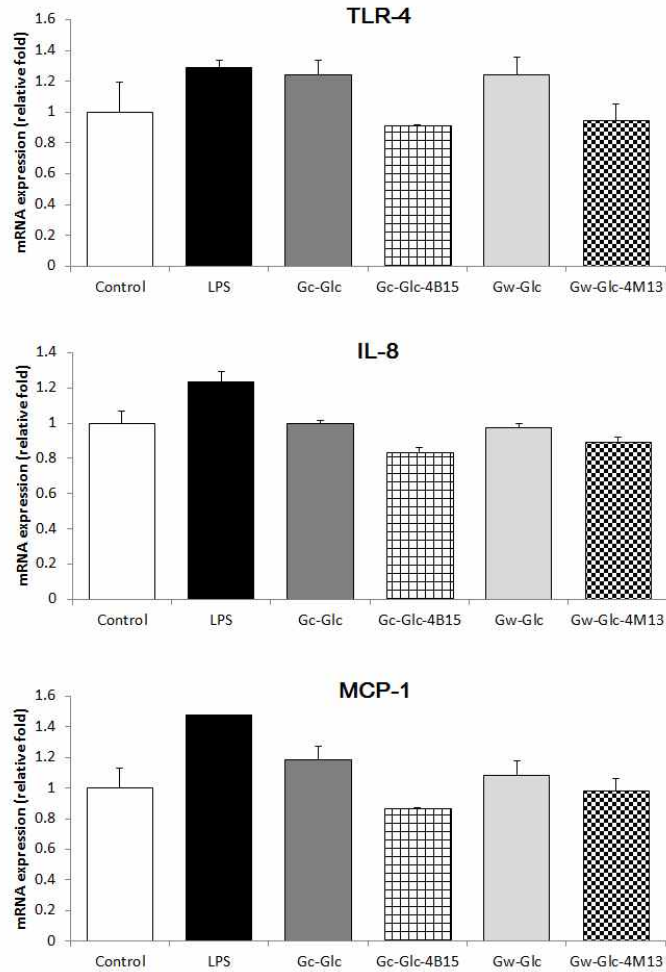 TLR-4
mRNA expression (relative fold)
1.6
1.4
1.2
1
0.8
0.6
0.4
0.2
0
Control LPS Gc-Glc Gc-Glc-4B15 Gw-Glc Gw-Glc-4M13
IL-8
mRNA expression (relative fold)
1.4
1.2
1
0.8
0.6
0.4
0.2
0
Control LPS Gc-Glc Gc-Glc-4B15 Gw-Glc Gw-Glc-4M13
MCP-1
mRNA expression (relative fold)
1.6
1.4
1.2
1
0.8
0.6
0.4
0.2
0
Control LPS Gc-Glc Gc-Glc-4B15 Gw-Glc Gw-Glc-4M13